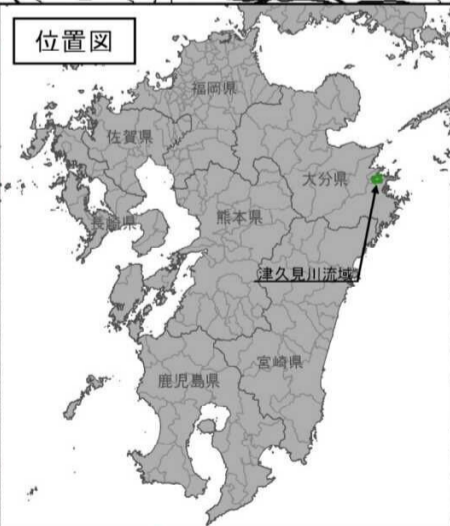 位置図
福岡県
佐賀県
大分県
長崎県
熊本県
津久見川流域
宮崎県
鹿児島県